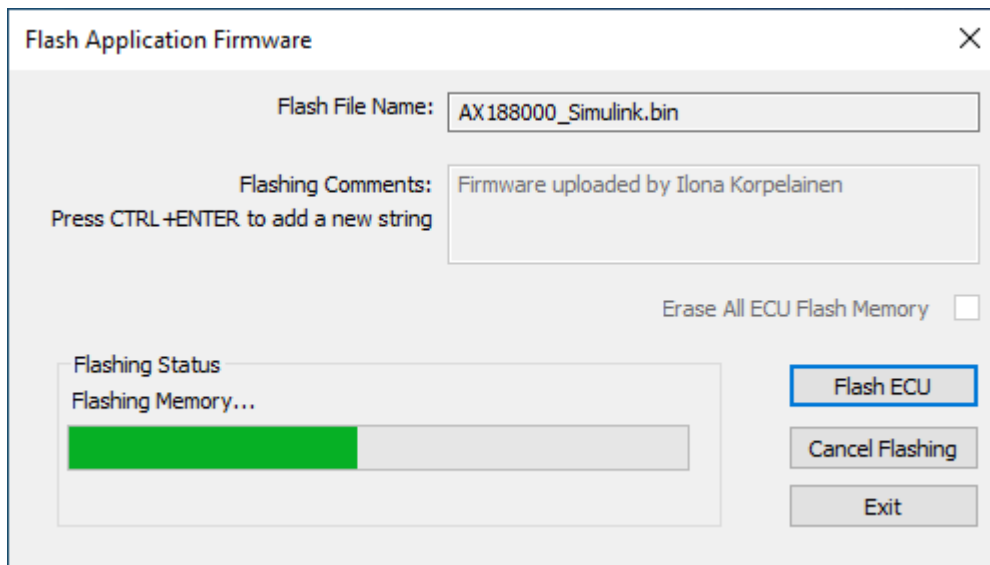 Flash Application Firmware
Flash File Name:
AX188000_Simulink.bin
Flashing Comments:
Press CTRL+ENTER to add a new string
Firmware uploaded by Ilona Korpelainen
Erase All ECU Flash Memory
Flashing Status
Flashing Memory...
Flash ECU
Cancel Flashing
Exit